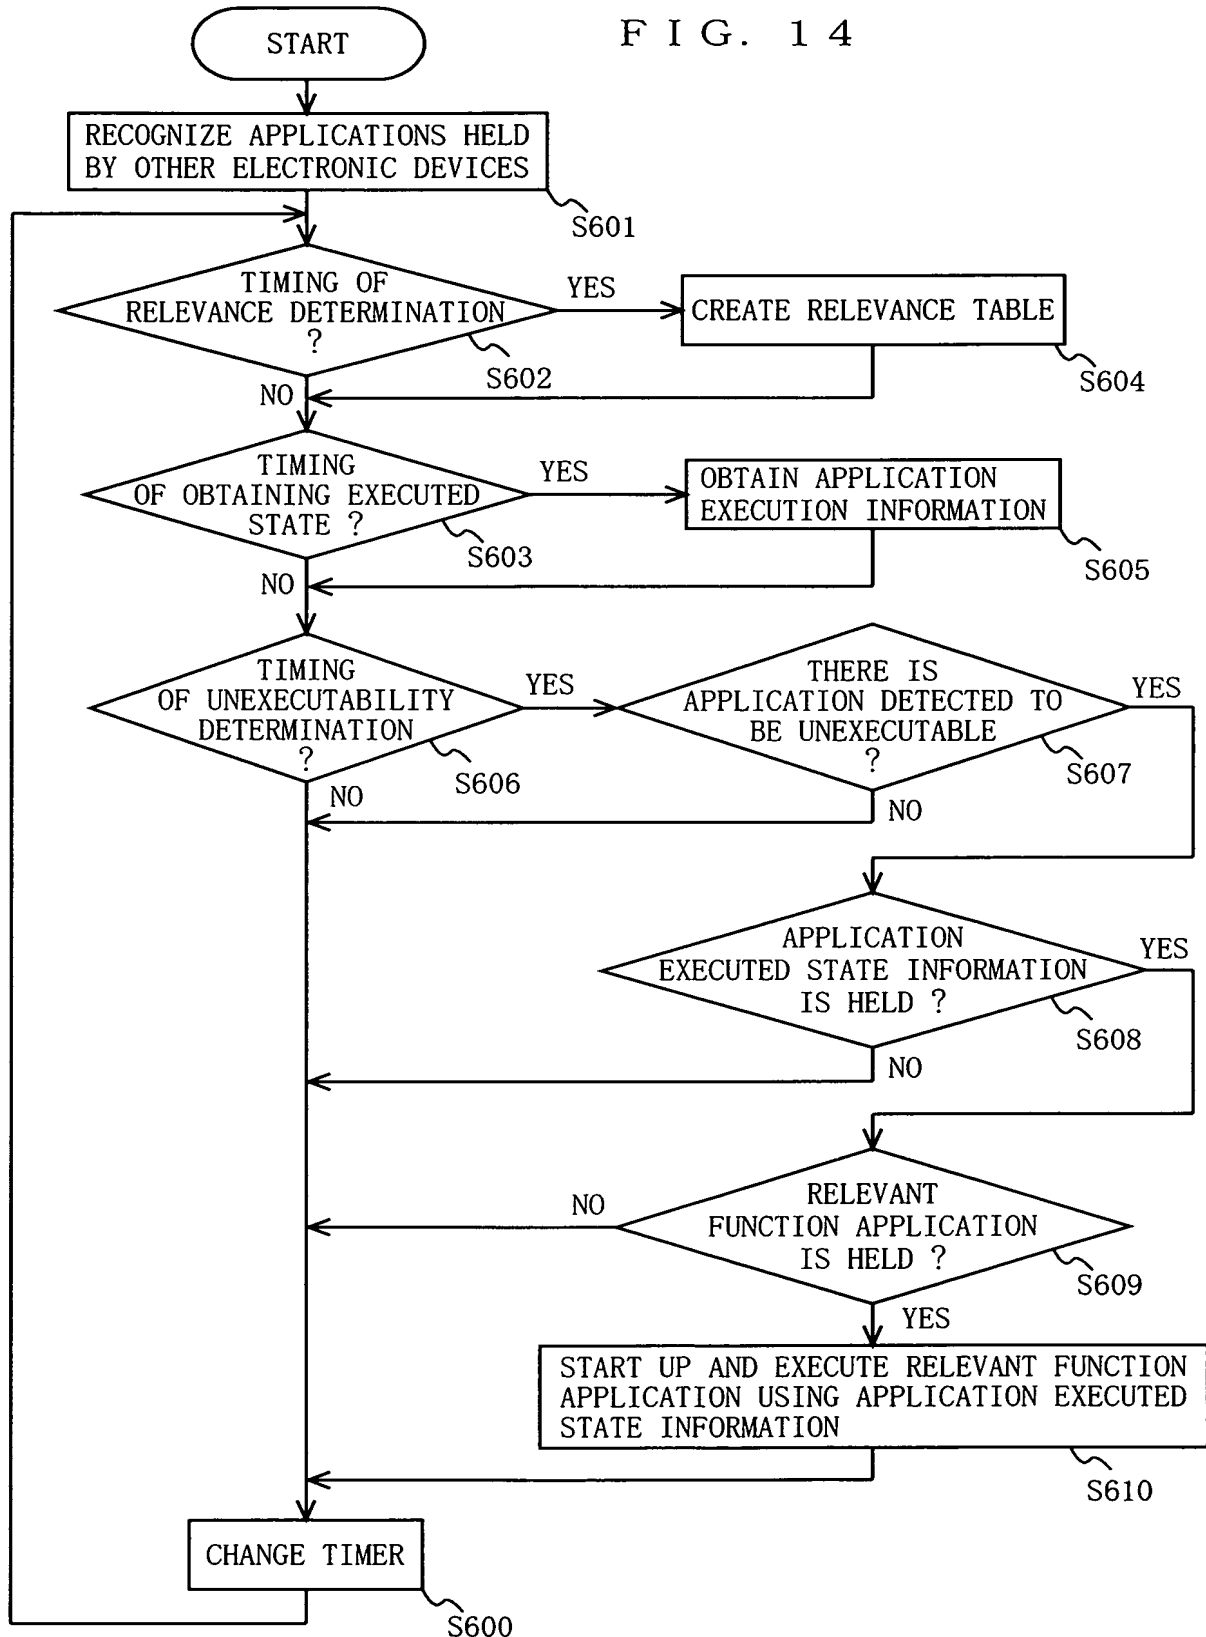 START
F I G. 14
RECOGNIZE APPLICATIONS HELD
BY OTHER ELECTRONIC DEVICES
S601
TIMING OF
RELEVANCE DETERMINATION
?
YES
S602
NO
CREATE RELEVANCE TABLE
S604
TIMING
OF OBTAINING EXECUTED
STATE ?
YES
S603
NO
OBTAIN APPLICATION
EXECUTION INFORMATION
S605
TIMING
OF UNEXECUTABILITY
DETERMINATION
?
YES
S606
NO
THERE IS
APPLICATION DETECTED TO
BE UNEXECUTABLE
?
YES
S607
NO
APPLICATION
EXECUTED STATE INFORMATION
IS HELD ?
YES
S608
NO
RELEVANT
FUNCTION APPLICATION
IS HELD ?
NO
S609
YES
START UP AND EXECUTE RELEVANT FUNCTION
APPLICATION USING APPLICATION EXECUTED
STATE INFORMATION
S610
CHANGE TIMER
S600